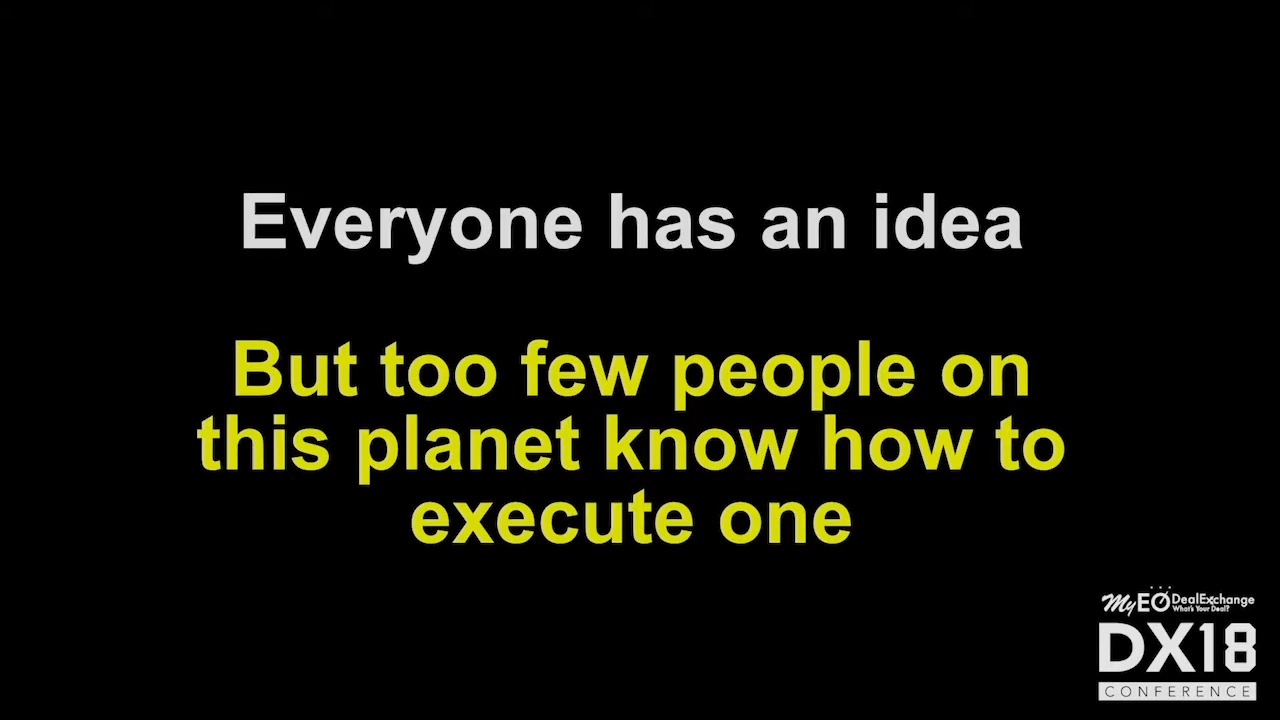 Everyone has an idea
But too few people on
this planet know how to
execute one
MyEO DealExchange
What's Your Deal?
DX18
CONFERENCE